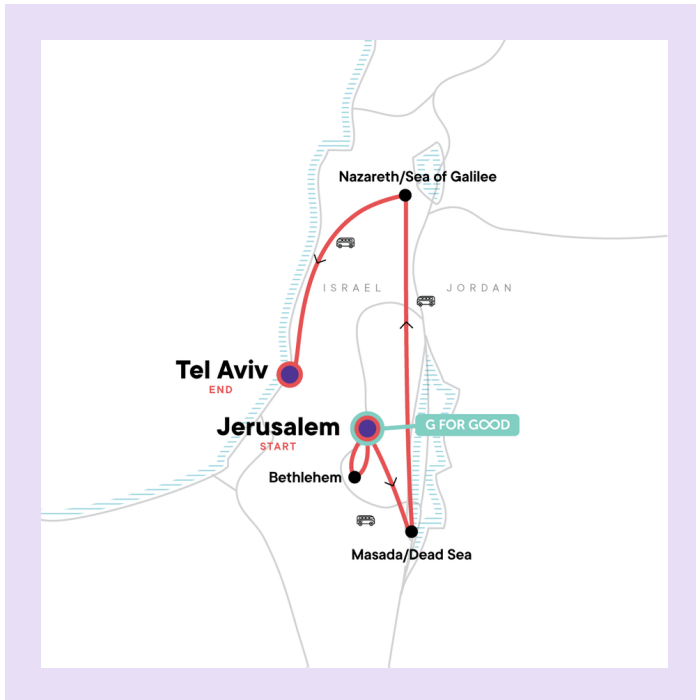 Nazareth/Sea of Galilee
ISRAEL
JORDAN
Tel Aviv
END
Jerusalem
START
G FOR GOOD
Bethlehem
Masada/Dead Sea